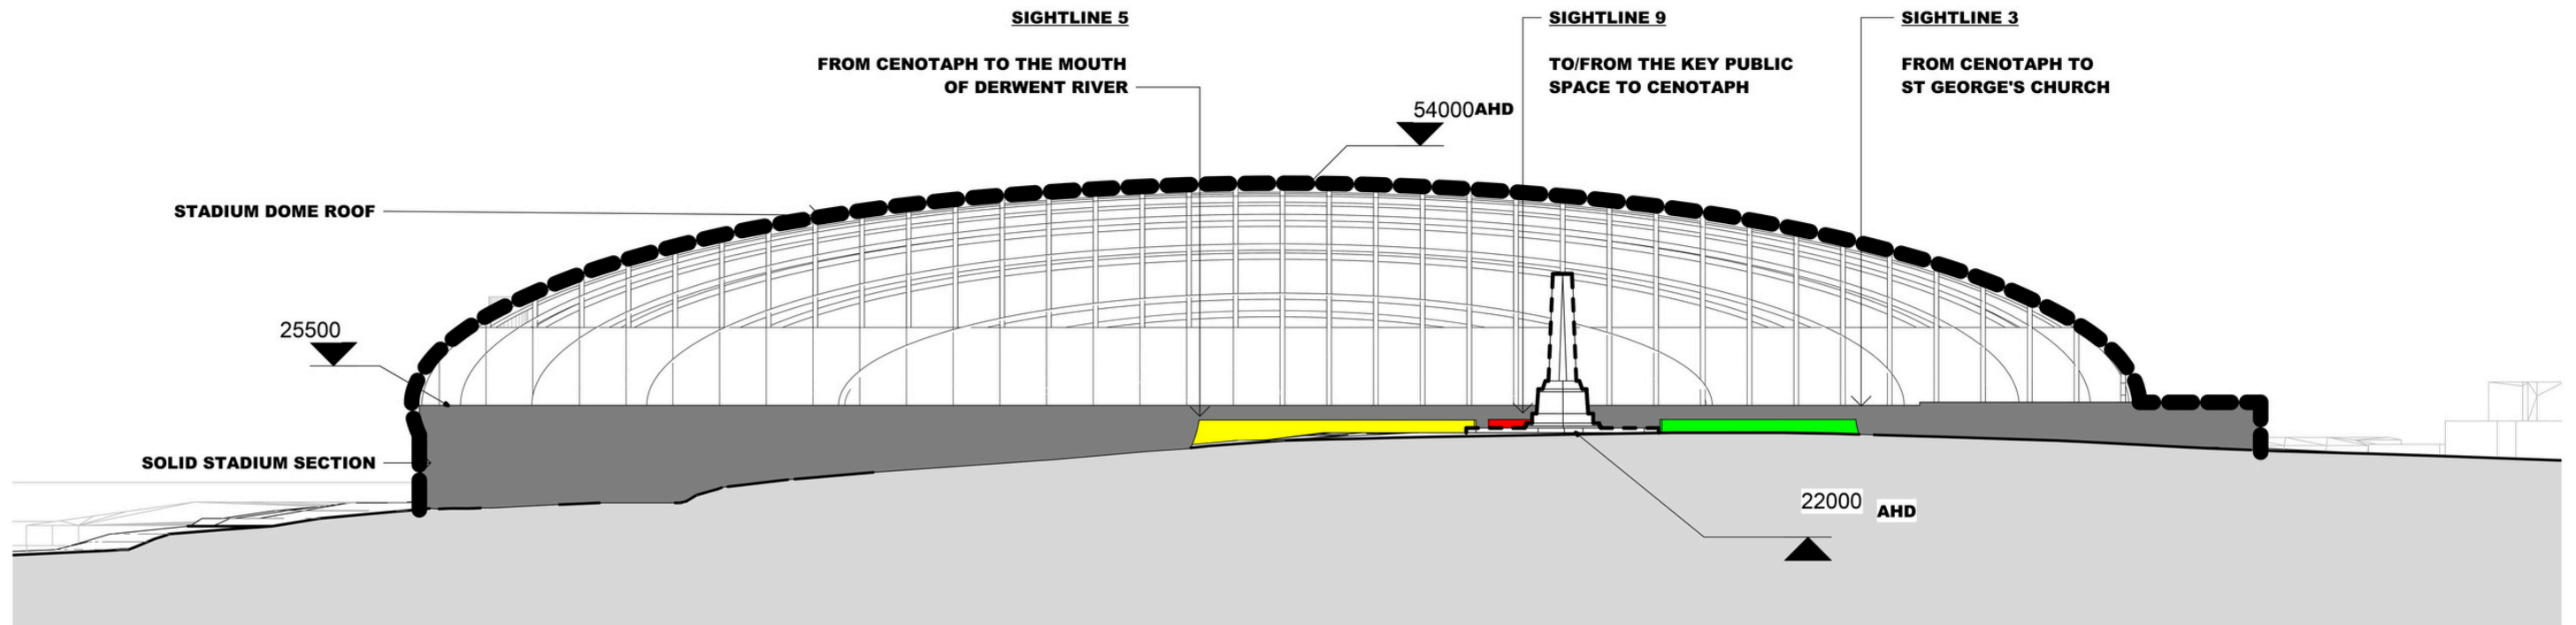 SIGHTLINE 5
FROM CENOTAPH TO THE MOUTH
OF DERWENT RIVER
SIGHTLINE 9
TO/FROM THE KEY PUBLIC
SPACE TO CENOTAPH
SIGHTLINE 3
FROM CENOTAPH TO
ST GEORGE'S CHURCH
54000AHD
STADIUM DOME ROOF
25500
SOLID STADIUM SECTION
22000 AHD